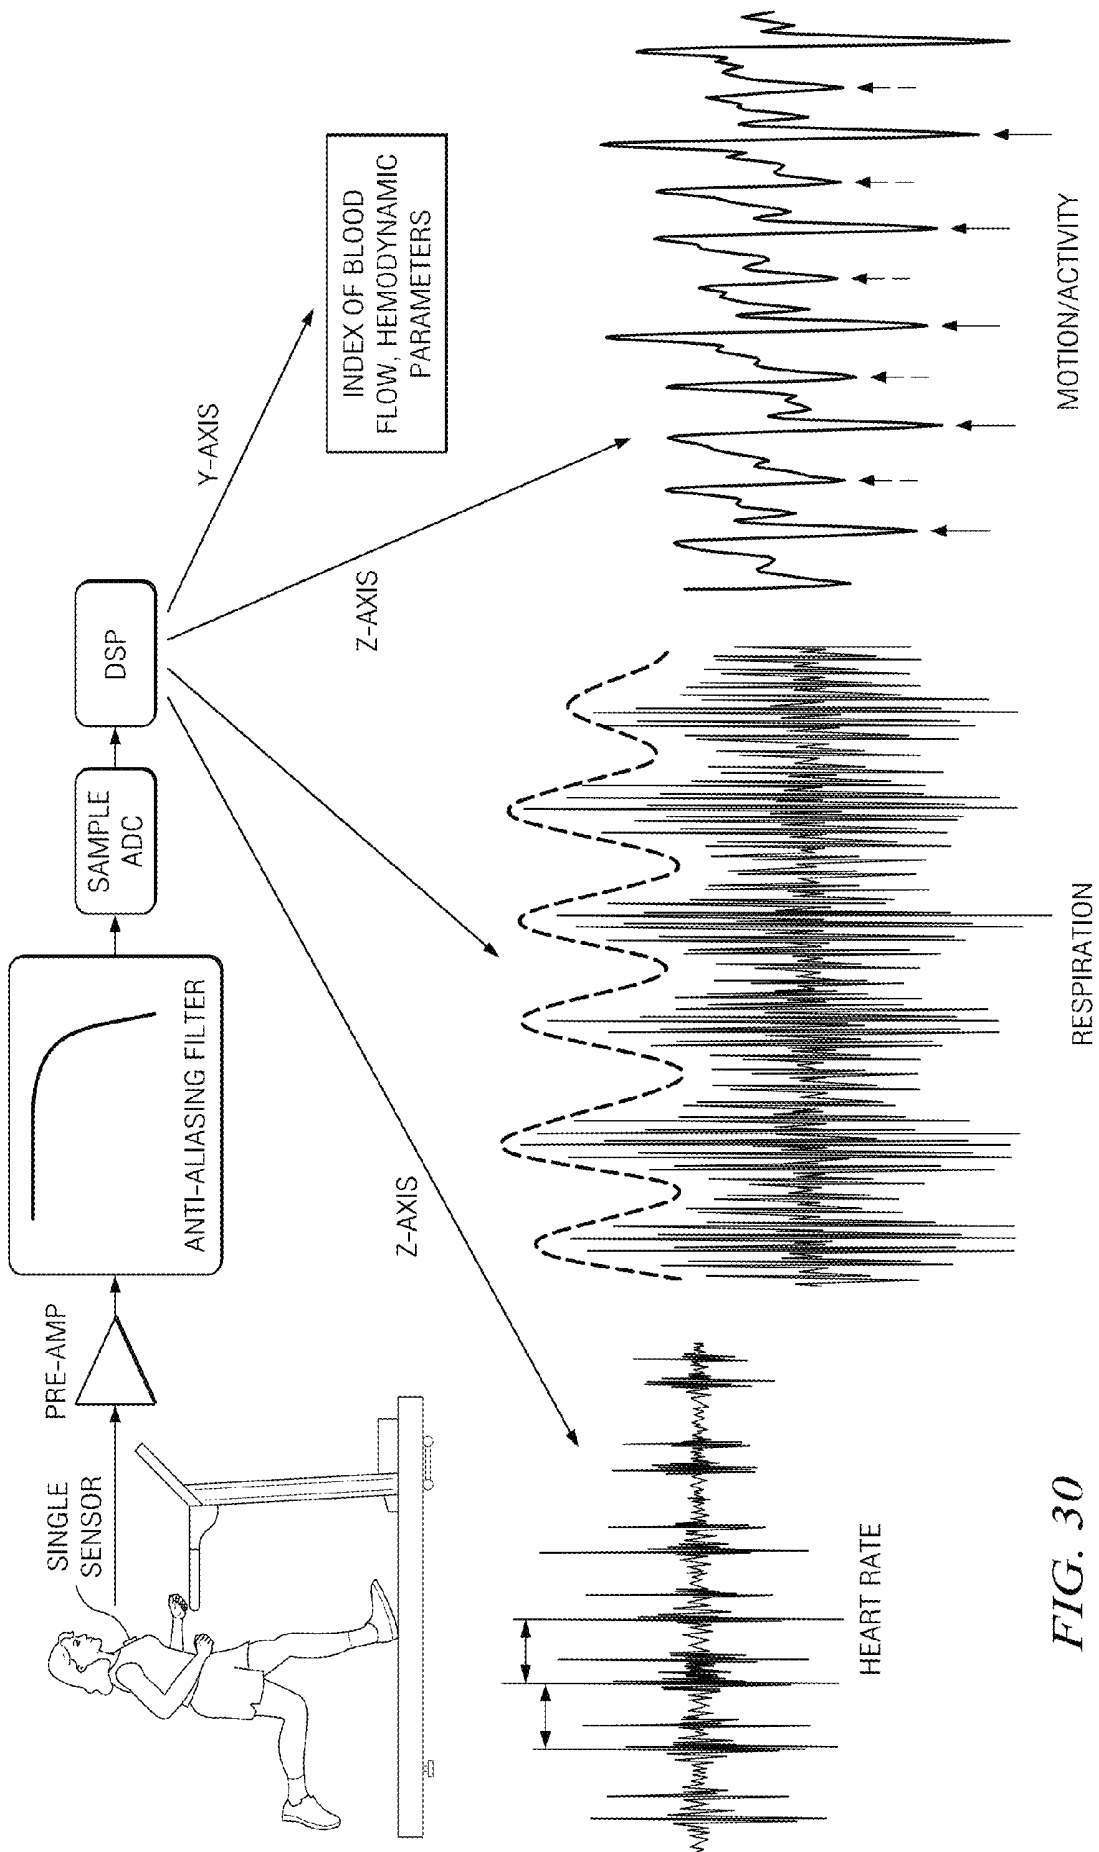 SINGLE
SENSOR
PRE-AMP
ANTI-ALIASING FILTER
SAMPLE
ADC
DSP
Y-AXIS
INDEX OF BLOOD
FLOW, HEMODYNAMIC
PARAMETERS
Z-AXIS
Z-AXIS
HEART RATE
RESPIRATION
MOTION/ACTIVITY
FIG. 30